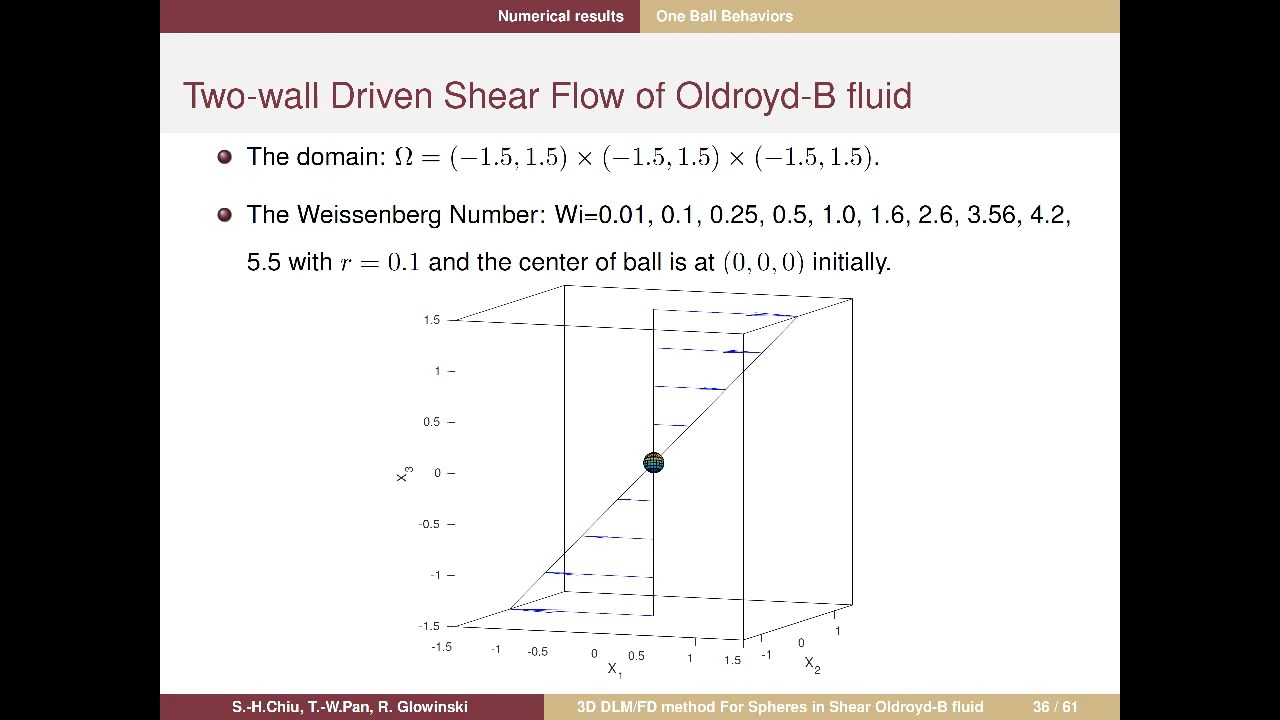 Numerical results One Ball Behaviors
Two-wall Driven Shear Flow of Oldroyd-B fluid
The domain: Ω = (−1.5, 1.5) × (−1.5, 1.5) × (−1.5, 1.5).
The Weissenberg Number: Wi=0.01, 0.1, 0.25, 0.5, 1.0, 1.6, 2.6, 3.56, 4.2,
5.5 with r = 0.1 and the center of ball is at (0, 0, 0) initially.
1.5
1
0.5
0
-0.5
-1
-1.5
X3
-1.5 -1 -0.5 0 0.5 1 1.5
X1
-1 0 1
X2
S.-H.Chiu, T.-W.Pan, R. Glowinski 3D DLM/FD method For Spheres in Shear Oldroyd-B fluid 36 / 61